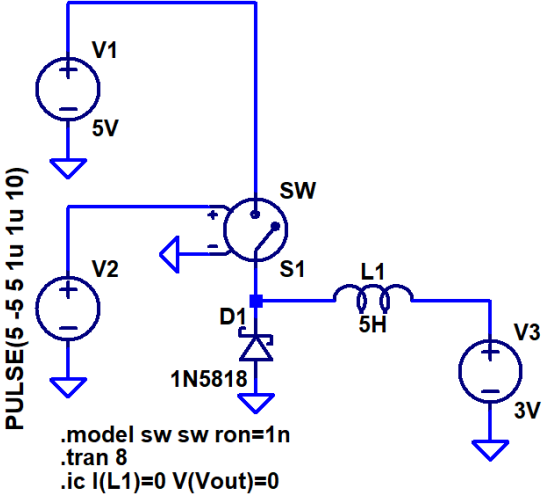 V1
5V
SW
+
−
S1
V2
PULSE(5 -5 5 1u 1u 10)
L1
5H
D1
1N5818
V3
3V
.model sw sw ron=1n
.tran 8
.ic I(L1)=0 V(Vout)=0